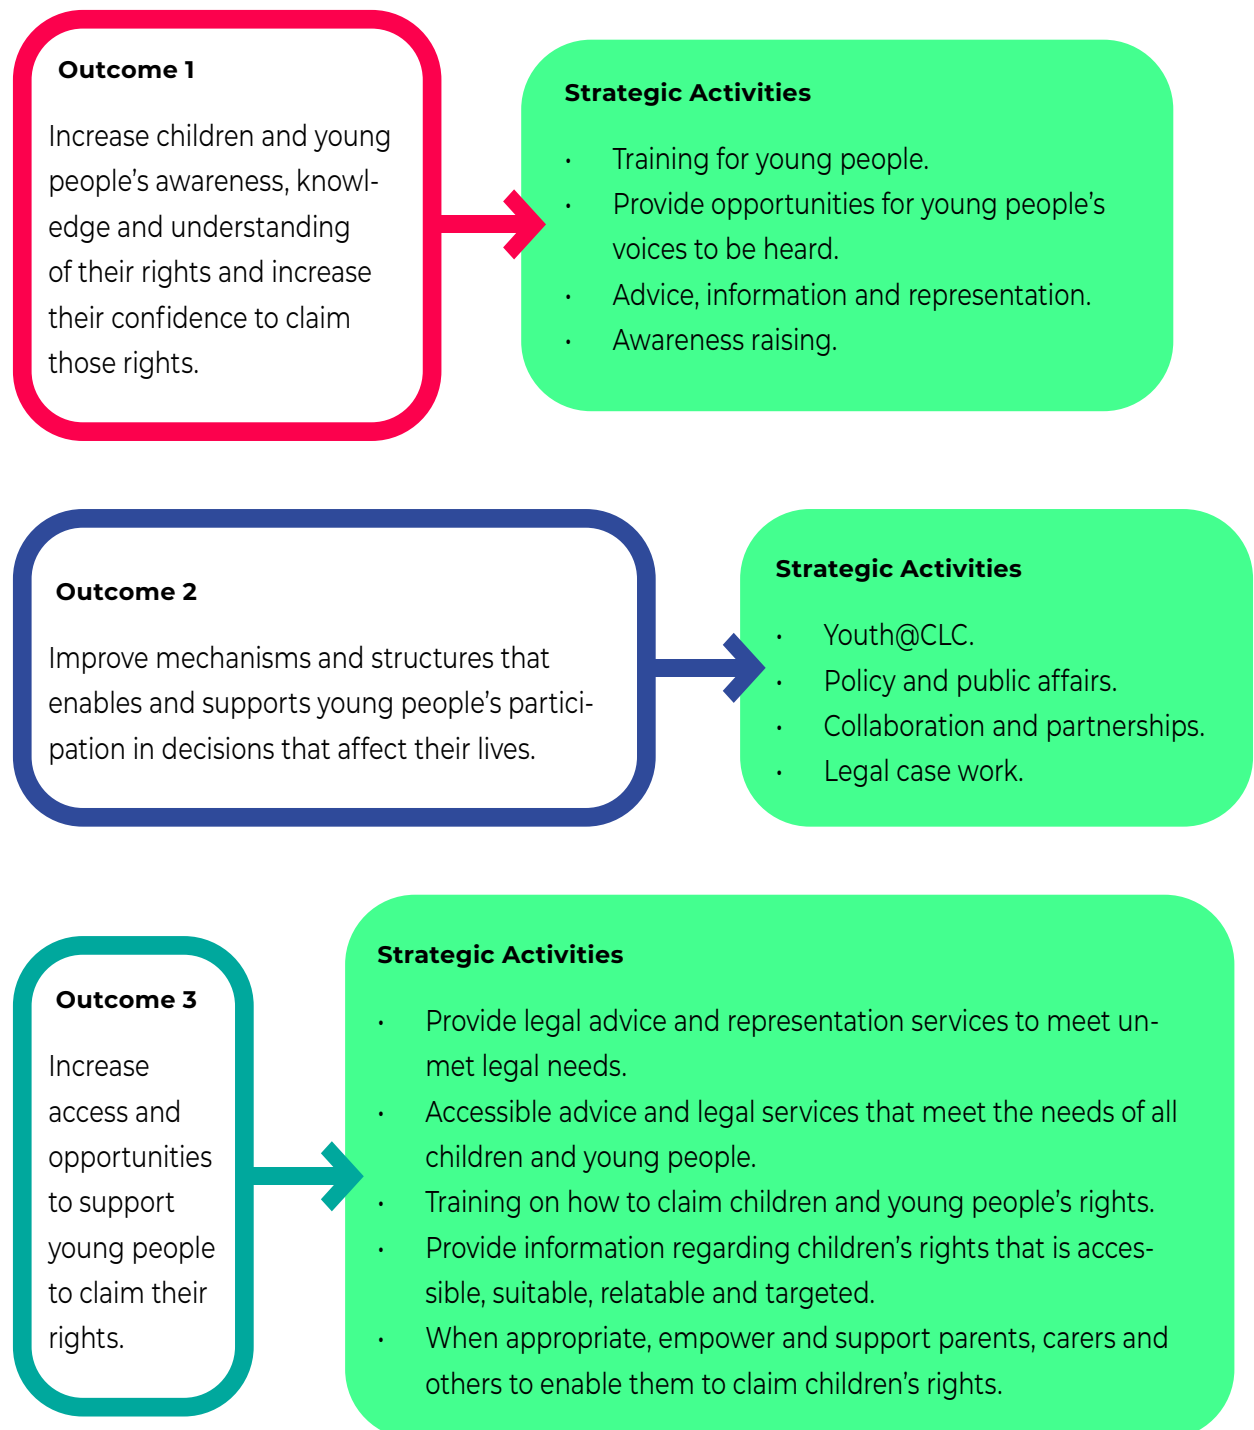 Outcome 1
Increase children and young
people’s awareness, knowl-
edge and understanding
of their rights and increase
their confidence to claim
those rights.
Strategic Activities
• Training for young people.
• Provide opportunities for young people’s
voices to be heard.
• Advice, information and representation.
• Awareness raising.
Outcome 2
Improve mechanisms and structures that
enables and supports young people’s partici-
pation in decisions that affect their lives.
Strategic Activities
• Youth@CLC.
• Policy and public affairs.
• Collaboration and partnerships.
• Legal case work.
Outcome 3
Increase
access and
opportunities
to support
young people
to claim their
rights.
Strategic Activities
• Provide legal advice and representation services to meet un-
met legal needs.
• Accessible advice and legal services that meet the needs of all
children and young people.
• Training on how to claim children and young people’s rights.
• Provide information regarding children’s rights that is acces-
sible, suitable, relatable and targeted.
• When appropriate, empower and support parents, carers and
others to enable them to claim children’s rights.